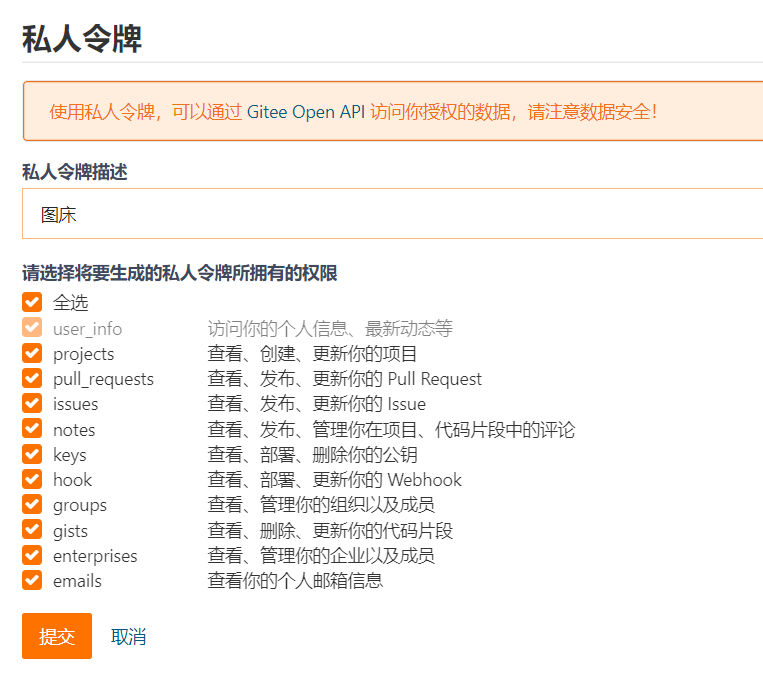 私人令牌
使用私人令牌，可以通过 Gitee Open API 访问你授权的数据，请注意数据安全！
私人令牌描述
图床
请选择将要生成的私人令牌所拥有的权限
全选
user_info 访问你的个人信息、最新动态等
projects 查看、创建、更新你的项目
pull_requests 查看、发布、更新你的 Pull Request
issues 查看、发布、更新你的 Issue
notes 查看、发布、管理你在项目、代码片段中的评论
keys 查看、部署、删除你的公钥
hook 查看、部署、更新你的 Webhook
groups 查看、管理你的组织以及成员
gists 查看、删除、更新你的代码片段
enterprises 查看、管理你的企业以及成员
emails 查看你的个人邮箱信息
提交 取消